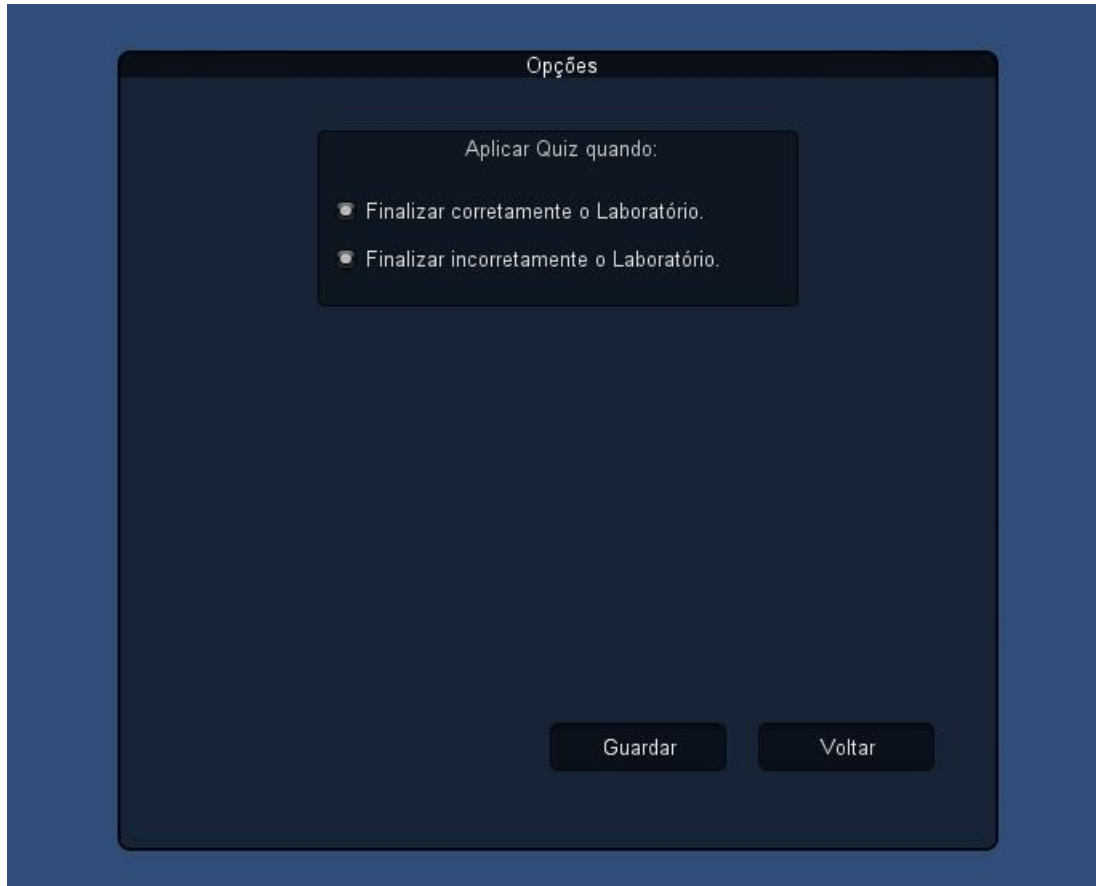 Opções
Aplicar Quiz quando:
Finalizar corretamente o Laboratório.
Finalizar incorretamente o Laboratório.
Guardar
Voltar